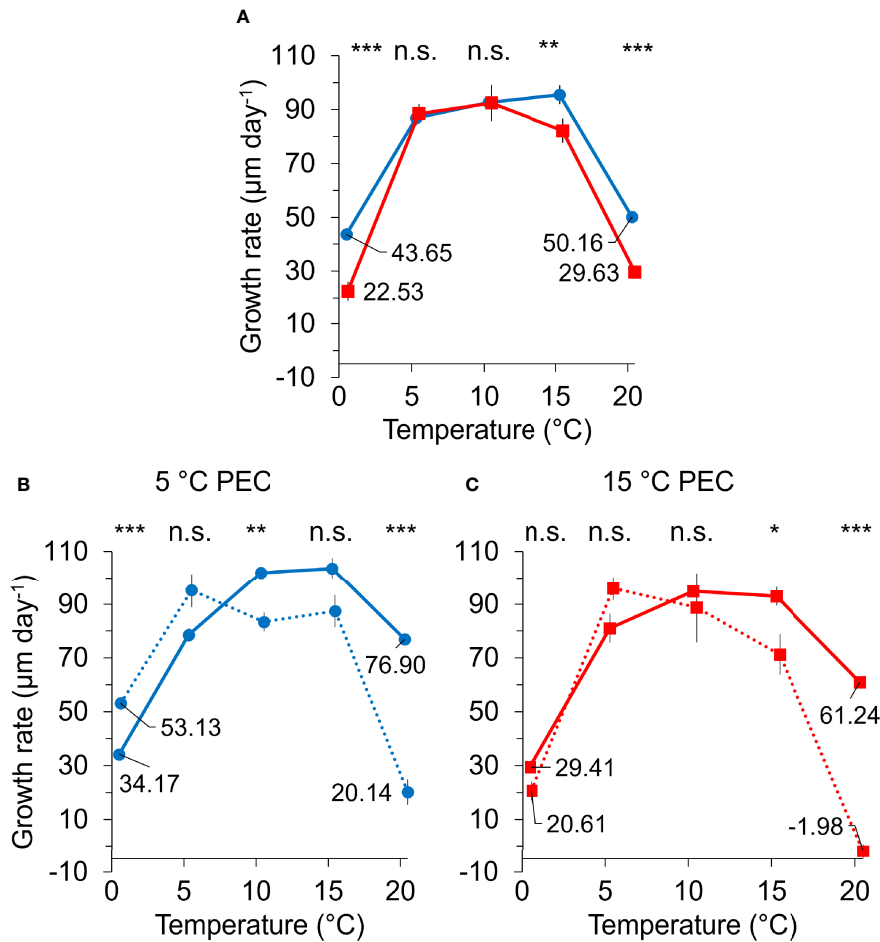 A
*** n.s. n.s. ** ***
Growth rate (µm day⁻¹)
110
90
70
50
30
10
-10
43.65
22.53
50.16
29.63
0 5 10 15 20
Temperature (°C)
B
5 °C PEC
*** n.s. ** n.s. ***
Growth rate (µm day⁻¹)
110
90
70
50
30
10
-10
53.13
34.17
76.90
20.14
0 5 10 15 20
Temperature (°C)
C
15 °C PEC
n.s. n.s. n.s. * ***
110
90
70
50
30
10
-10
29.41
20.61
61.24
-1.98
0 5 10 15 20
Temperature (°C)